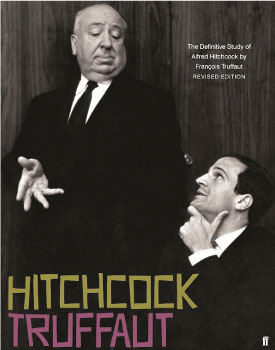 The Definitive Study of
Alfred Hitchcock by
François Truffaut
REVISED EDITION
HITCHCOCK
TRUFFAUT
ff